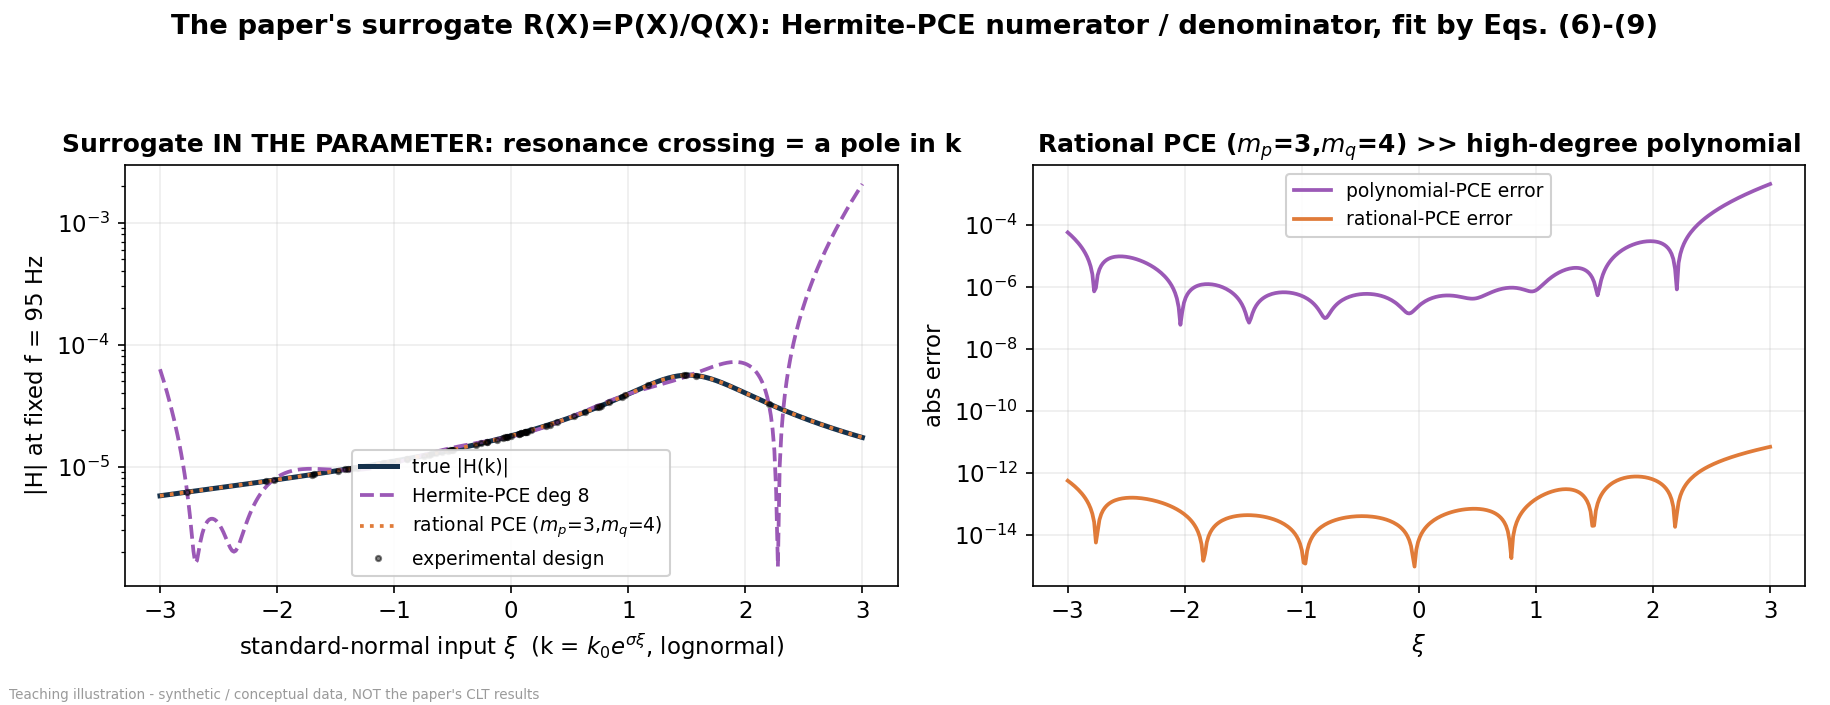 The paper's surrogate R(X)=P(X)/Q(X): Hermite-PCE numerator / denominator, fit by Eqs. (6)-(9)
Surrogate IN THE PARAMETER: resonance crossing = a pole in k
|H| at fixed f = 95 Hz
10⁻³
10⁻⁴
10⁻⁵
true |H(k)|
Hermite-PCE deg 8
rational PCE (mₚ=3,m_q=4)
experimental design
−3 −2 −1 0 1 2 3
standard-normal input ξ (k = k₀e^{σξ}, lognormal)
Rational PCE (mₚ=3,m_q=4) >> high-degree polynomial
abs error
10⁻⁴
10⁻⁶
10⁻⁸
10⁻¹⁰
10⁻¹²
10⁻¹⁴
polynomial-PCE error
rational-PCE error
−3 −2 −1 0 1 2 3
ξ
Teaching illustration - synthetic / conceptual data, NOT the paper's CLT results